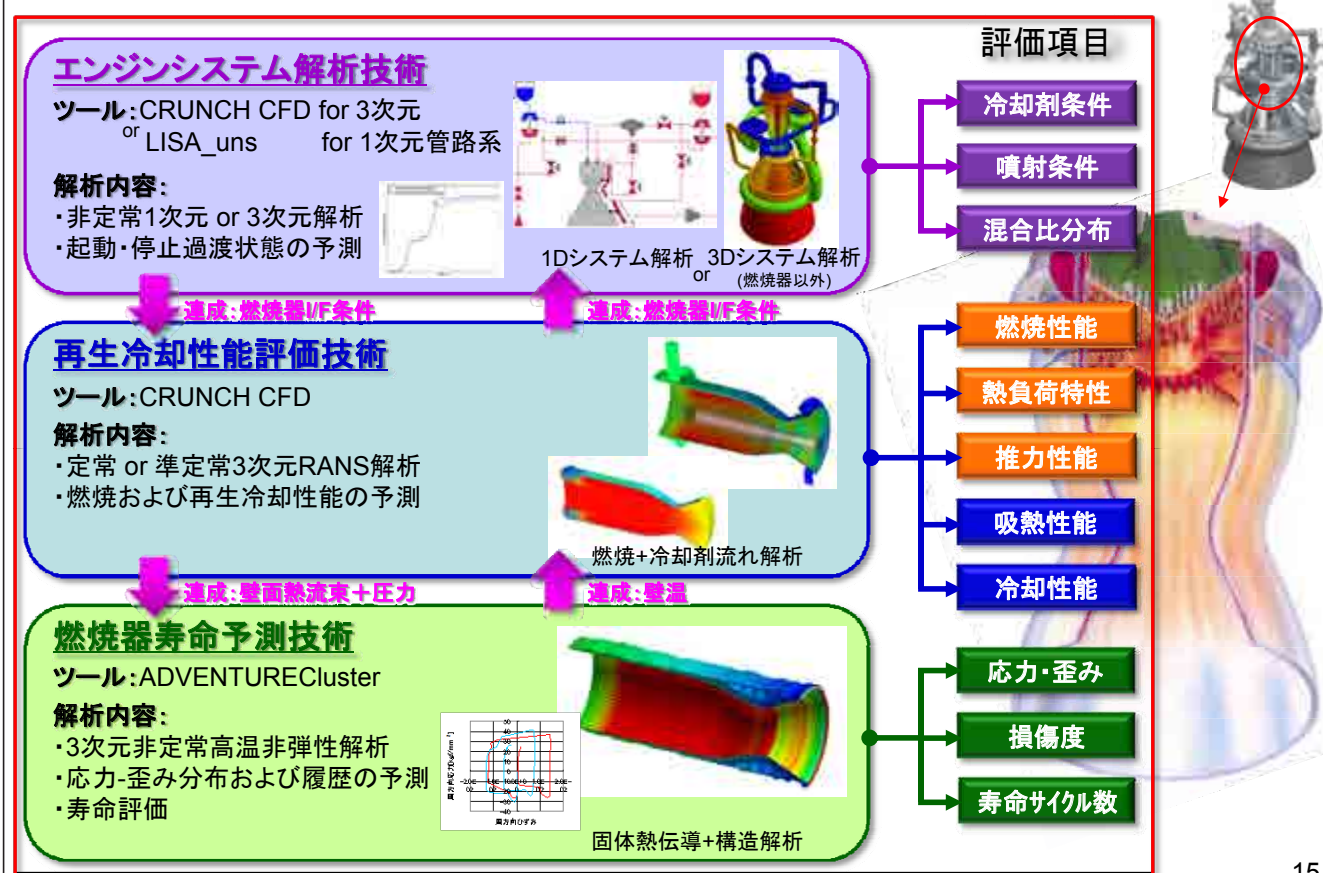 評価項目
エンジンシステム解析技術
ツール:CRUNCH CFD for 3次元
or LISA_uns for 1次元管路系
解析内容:
・非定常1次元 or 3次元解析
・起動・停止過渡状態の予測
1Dシステム解析 or 3Dシステム解析
(燃焼器以外)
冷却剤条件
噴射条件
混合比分布
連成:燃焼器I/F条件
連成:燃焼器I/F条件
再生冷却性能評価技術
ツール:CRUNCH CFD
解析内容:
・定常 or 準定常3次元RANS解析
・燃焼および再生冷却性能の予測
燃焼+冷却剤流れ解析
燃焼性能
熱負荷特性
推力性能
吸熱性能
冷却性能
連成:壁面熱流束+圧力
連成:壁温
燃焼器寿命予測技術
ツール:ADVENTURECluster
解析内容:
・3次元非定常高温非弾性解析
・応力-歪み分布および履歴の予測
・寿命評価
周方向ひずみ
固体熱伝導+構造解析
応力・歪み
損傷度
寿命サイクル数
15